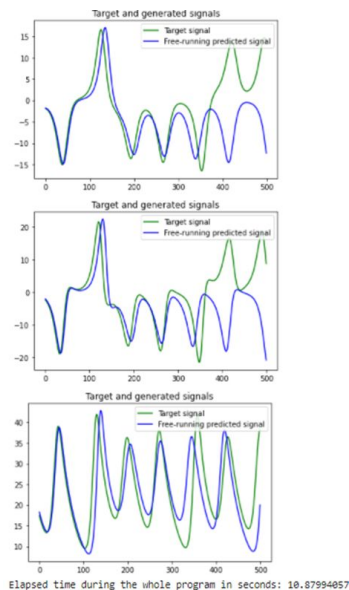 Target and generated signals
Target signal
Free-running predicted signal
15
10
5
0
−5
−10
−15
0 100 200 300 400 500
Target and generated signals
Target signal
Free-running predicted signal
20
10
0
−10
−20
0 100 200 300 400 500
Target and generated signals
Target signal
Free-running predicted signal
40
35
30
25
20
15
10
0 100 200 300 400 500
Elapsed time during the whole program in seconds: 10.87994057